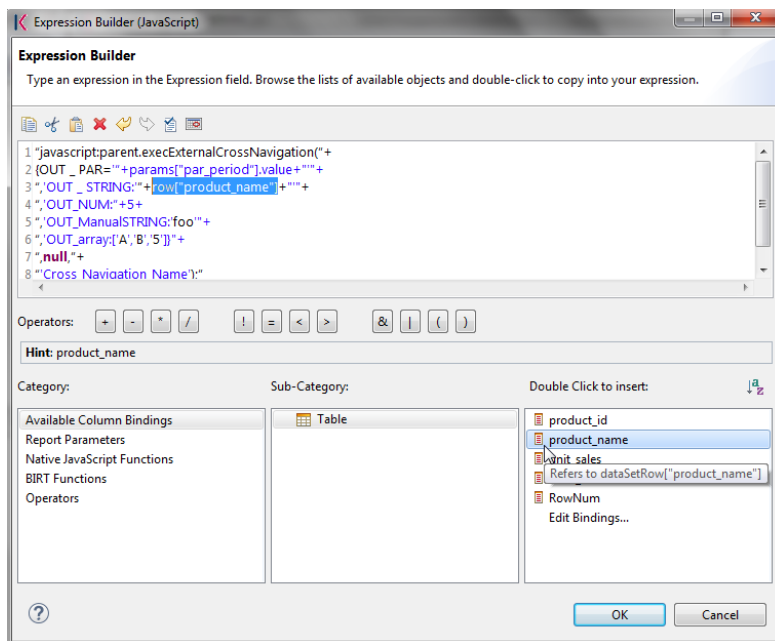 Expression Builder (JavaScript)
Expression Builder
Type an expression in the Expression field. Browse the lists of available objects and double-click to copy into your expression.
1 "javascript:parent.execExternalCrossNavigation("+
2 {OUT _ PAR='"+params["par_period"].value+"'"+
3 ",'OUT _ STRING:'"+row["product_name"]+"'"+
4 ",'OUT_NUM:"+5+
5 ",'OUT_ManualSTRING:'foo'"+
6 ",'OUT_array:['A','B','5']}"+
7 ",null,"+
8 "'Cross Navigation Name');"
Operators: + - * / ! = < > & | ( )
Hint: product_name
Category: Sub-Category: Double Click to insert:
Available Column Bindings Table product_id
Report Parameters product_name
Native JavaScript Functions unit_sales
BIRT Functions Refers to dataSetRow["product_name"]
Operators RowNum
Edit Bindings...
OK Cancel